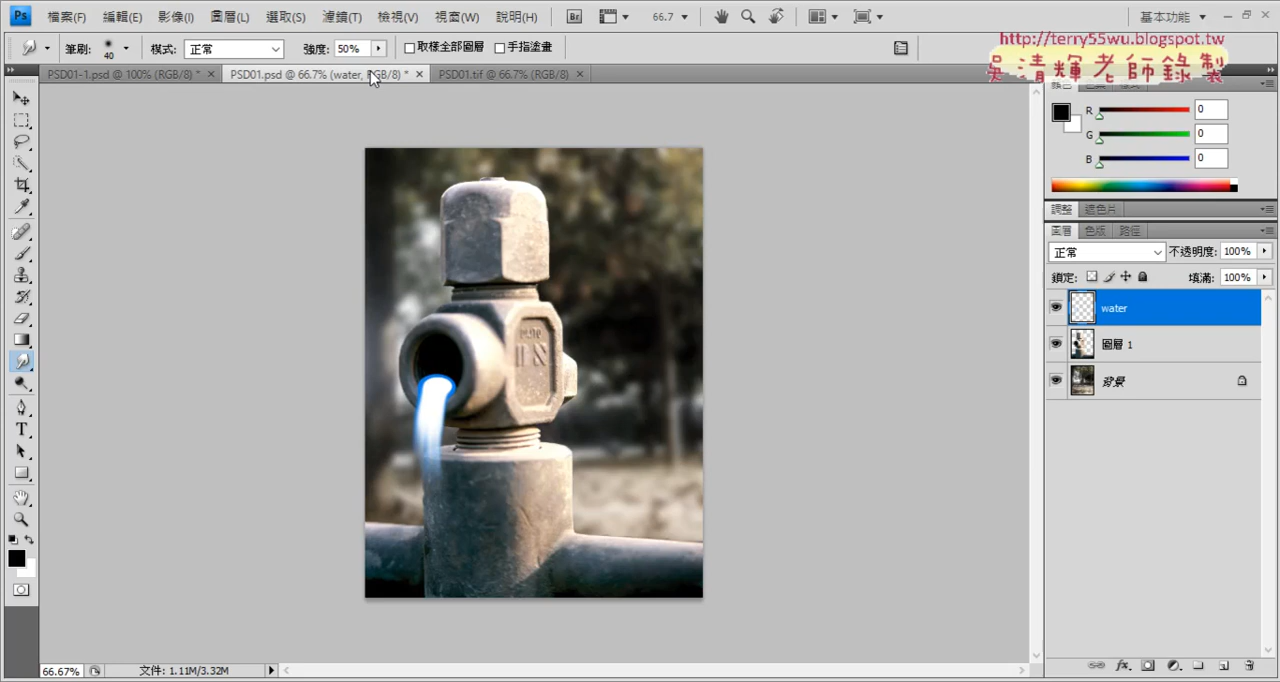 Ps 檔案(F) 編輯(E) 影像(I) 圖層(L) 選取(S) 濾鏡(T) 檢視(V) 視窗(W) 說明(H) Br 66.7 基本功能
筆刷: 40 模式: 正常 強度: 50% 取樣全部圖層 手指塗畫
http://terry55wu.blogspot.tw
吳清輝老師錄製
PSD01-1.psd @ 100% (RGB/8) * PSD01.psd @ 66.7% (water, RGB/8) * PSD01.tif @ 66.7% (RGB/8)
R 0
G 0
B 0
調整 遮色片
圖層 色版 路徑
正常 不透明度: 100%
鎖定: 填滿: 100%
water
圖層 1
背景
66.67% 文件: 1.11M/3.32M